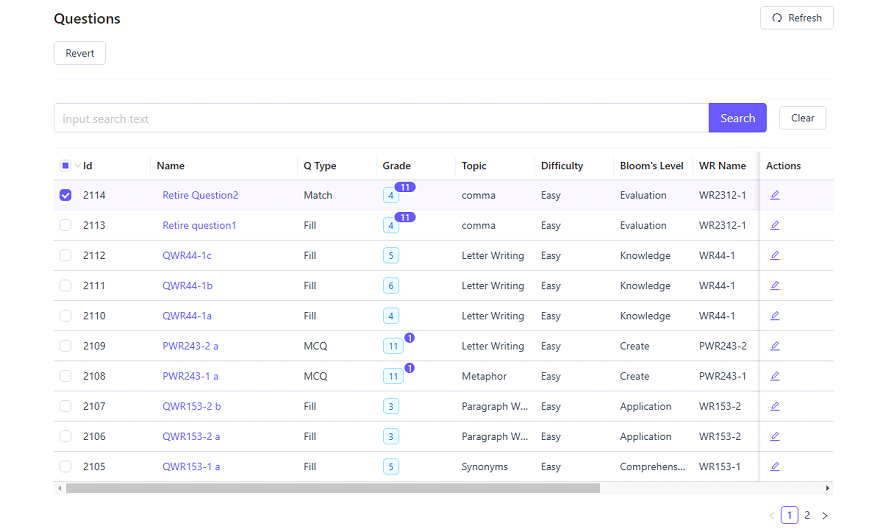 Questions
Refresh
Revert
input search text
Search
Clear
Id Name Q Type Grade Topic Difficulty Bloom's Level WR Name Actions
2114 Retire Question2 Match 4 11 comma Easy Evaluation WR2312-1
2113 Retire question1 Fill 4 11 comma Easy Evaluation WR2312-1
2112 QWR44-1c Fill 5 Letter Writing Easy Knowledge WR44-1
2111 QWR44-1b Fill 6 Letter Writing Easy Knowledge WR44-1
2110 QWR44-1a Fill 4 Letter Writing Easy Knowledge WR44-1
2109 PWR243-2 a MCQ 11 1 Letter Writing Easy Create PWR243-2
2108 PWR243-1 a MCQ 11 1 Metaphor Easy Create PWR243-1
2107 QWR153-2 b Fill 3 Paragraph W... Easy Application WR153-2
2106 QWR153-2 a Fill 3 Paragraph W... Easy Application WR153-2
2105 QWR153-1 a Fill 5 Synonyms Easy Comprehens... WR153-1
< 1 2 >